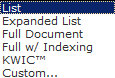 List
Expanded List
Full Document
Full w/ Indexing
KWIC™
Custom...